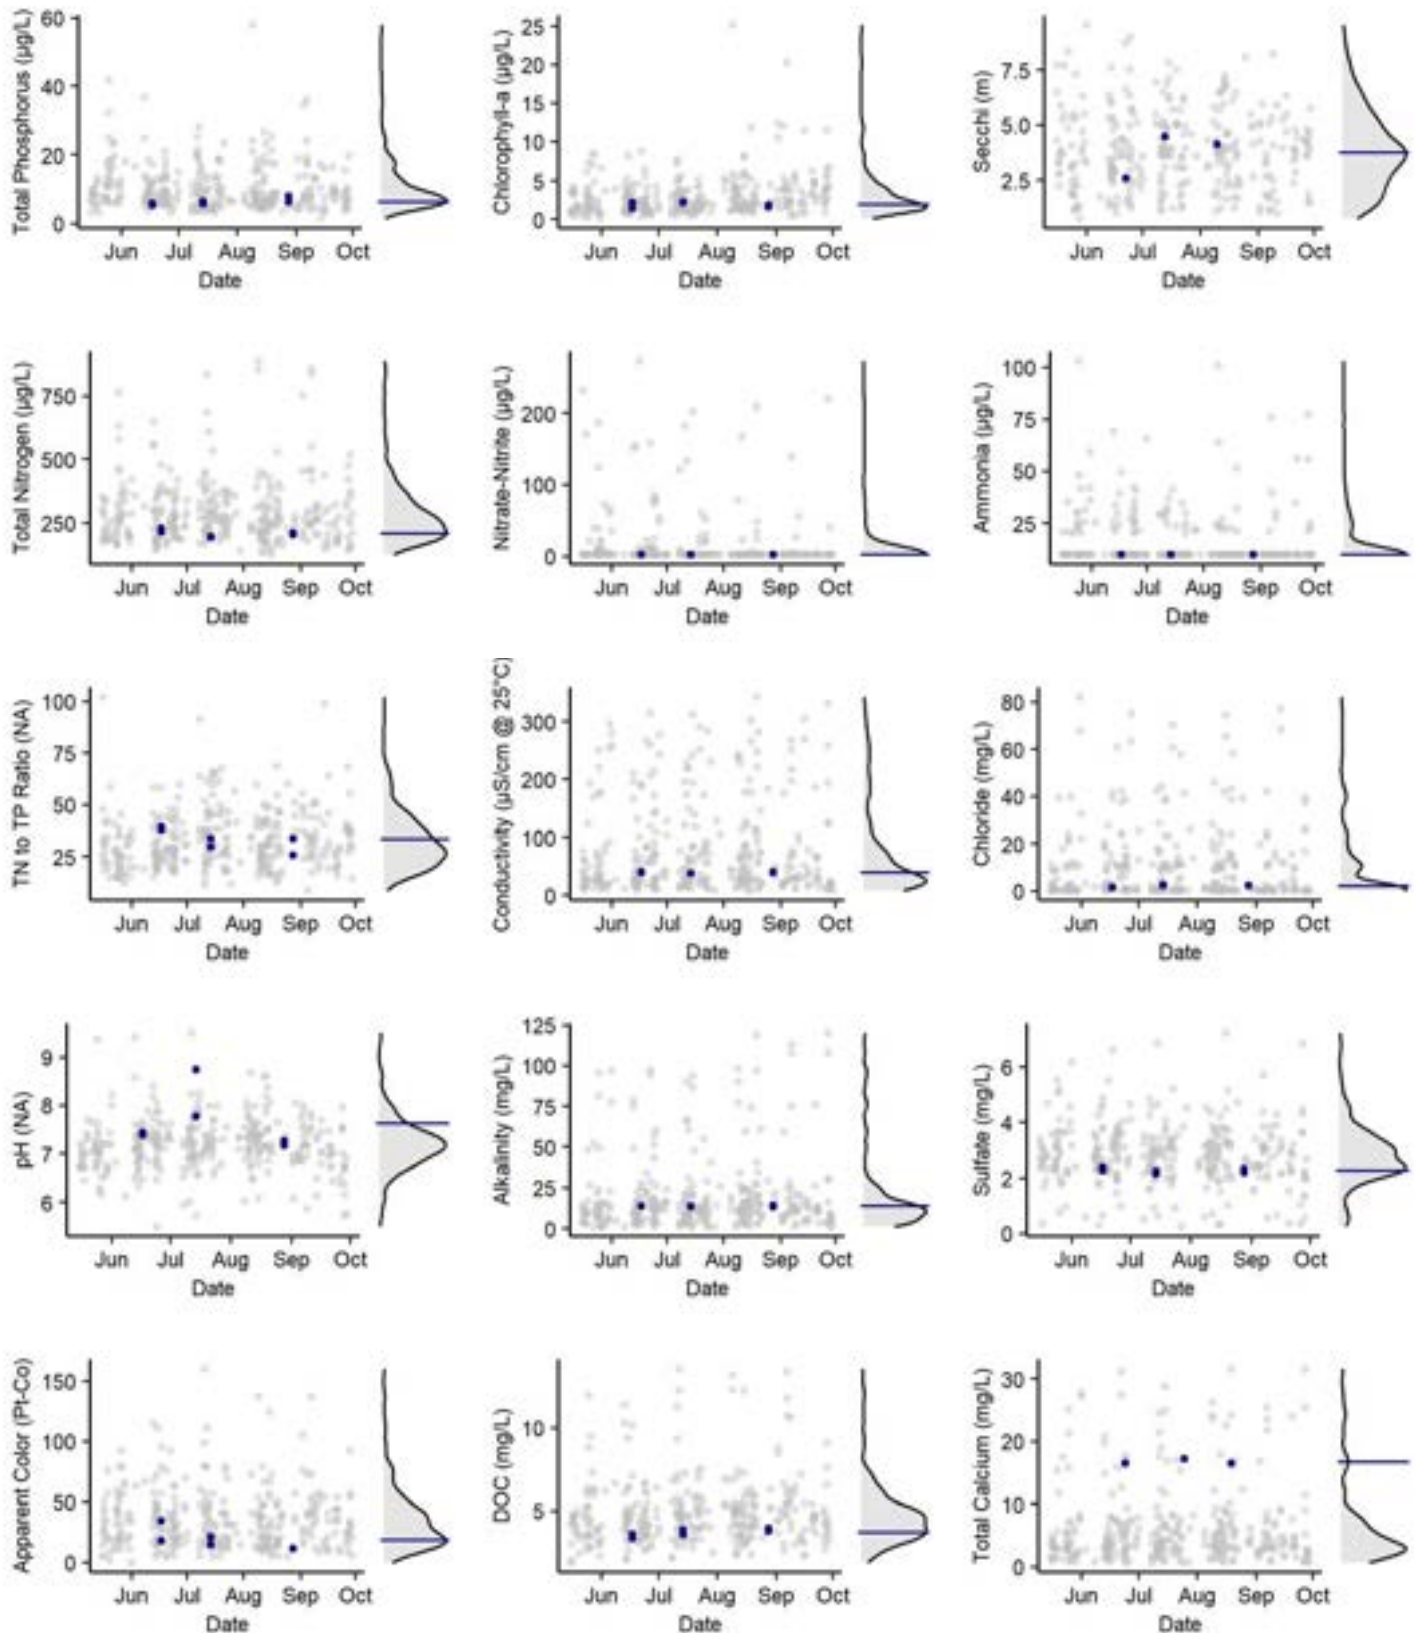 Total Phosphorus (µg/L)
60
40
20
0
Jun Jul Aug Sep Oct
Date
Chlorophyll-a (µg/L)
25
20
15
10
5
0
Jun Jul Aug Sep Oct
Date
Secchi (m)
7.5
5.0
2.5
Jun Jul Aug Sep Oct
Date
Total Nitrogen (µg/L)
750
500
250
Jun Jul Aug Sep Oct
Date
Nitrate-Nitrite (µg/L)
200
100
0
Jun Jul Aug Sep Oct
Date
Ammonia (µg/L)
100
75
50
25
Jun Jul Aug Sep Oct
Date
TN to TP Ratio (NA)
100
75
50
25
Jun Jul Aug Sep Oct
Date
Conductivity (µS/cm @ 25°C)
300
200
100
0
Jun Jul Aug Sep Oct
Date
Chloride (mg/L)
80
60
40
20
0
Jun Jul Aug Sep Oct
Date
pH (NA)
9
8
7
6
Jun Jul Aug Sep Oct
Date
Alkalinity (mg/L)
125
100
75
50
25
0
Jun Jul Aug Sep Oct
Date
Sulfate (mg/L)
6
4
2
0
Jun Jul Aug Sep Oct
Date
Apparent Color (Pt-Co)
150
100
50
0
Jun Jul Aug Sep Oct
Date
DOC (mg/L)
10
5
Jun Jul Aug Sep Oct
Date
Total Calcium (mg/L)
30
20
10
0
Jun Jul Aug Sep Oct
Date